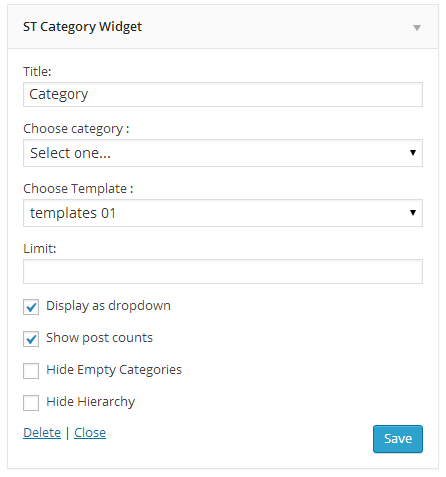 ST Category Widget
Title:
Category
Choose category :
Select one...
Choose Template :
templates 01
Limit:
Display as dropdown
Show post counts
Hide Empty Categories
Hide Hierarchy
Delete | Close
Save